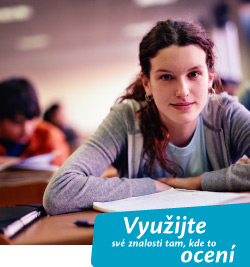 Využijte
své znalosti tam, kde to
ocení